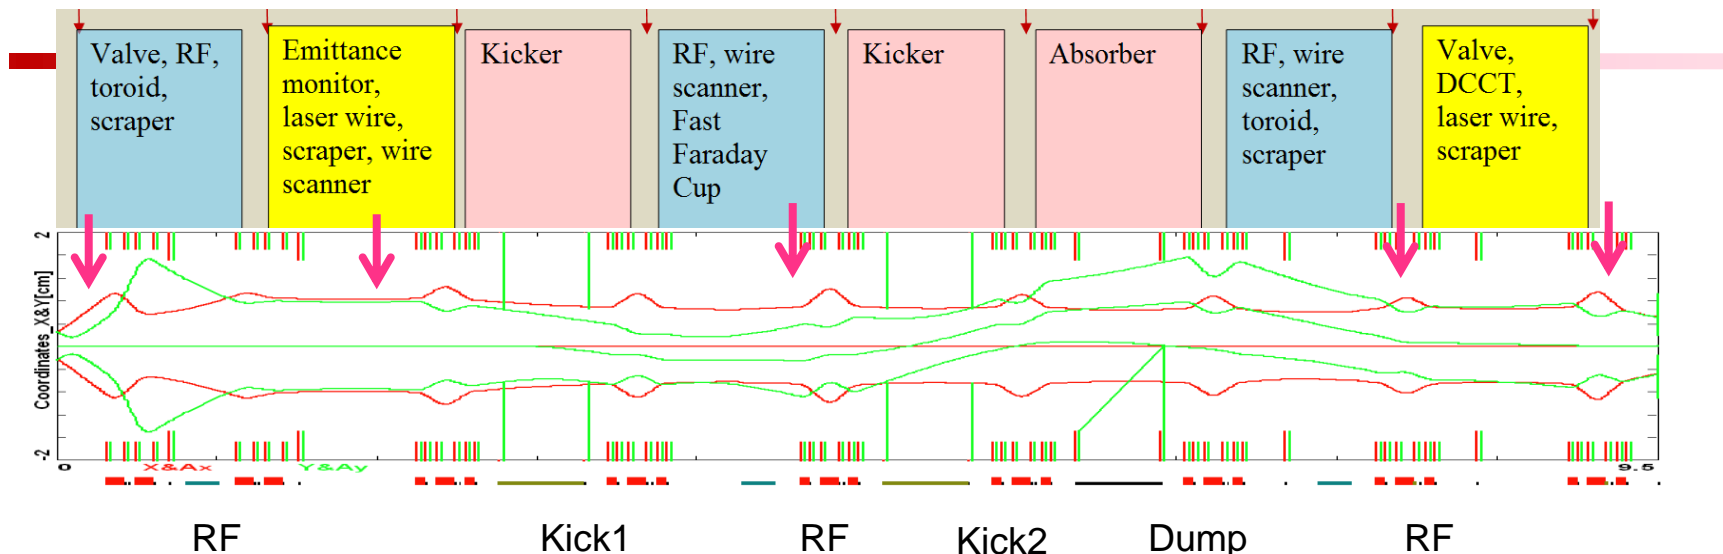 Valve, RF,
toroid,
scraper
Emittance
monitor,
laser wire,
scraper, wire
scanner
Kicker
RF, wire
scanner,
Fast
Faraday
Cup
Kicker
Absorber
RF, wire
scanner,
toroid,
scraper
Valve,
DCCT,
laser wire,
scraper
2
Coordinates X&Y[cm]
-2
0
X&Ax
Y&Ay
9.5
RF
Kick1
RF
Kick2
Dump
RF